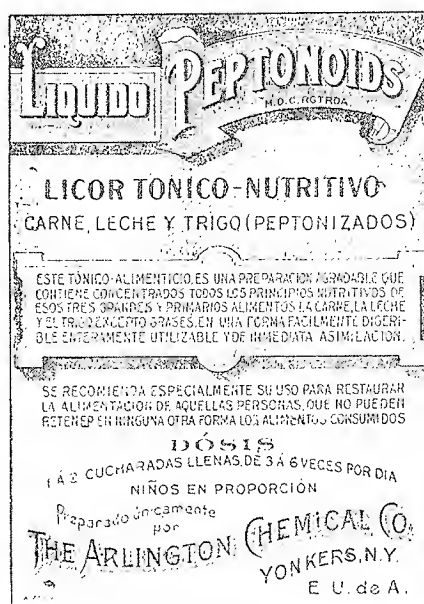 LIQUIDO PEPTONOIDS
M.D.C. RGTRDA.
LICOR TONICO-NUTRITIVO
CARNE, LECHE Y TRIGO (PEPTONIZADOS)
ESTE TÓNICO-ALIMENTICIO, ES UNA PREPARACION AGRADABLE QUE
CONTIENE CONCENTRADOS TODOS LOS PRINCIPIOS NUTRITIVOS DE
ESOS TRES GRANDES Y PRIMARIOS ALIMENTOS LA CARNE, LA LECHE
Y EL TRIGO EXCEPTO GRASES, EN UNA FORMA FACILMENTE DIGERI-
BLE ENTERAMENTE UTILIZABLE Y DE INMEDIATA ASIMILACION.
SE RECOMIENDA ESPECIALMENTE SU USO PARA RESTAURAR
LA ALIMENTACION DE AQUELLAS PERSONAS, QUE NO PUEDEN
RETENER EN NINGUNA OTRA FORMA LOS ALIMENTOS CONSUMIDOS
DÓSIS
1 Á 2 CUCHARADAS LLENAS, DE 3 Á 6 VECES POR DIA
NIÑOS EN PROPORCIÓN
Preparado únicamente
por
THE ARLINGTON CHEMICAL CO.
YONKERS, N.Y.
E. U. de A.